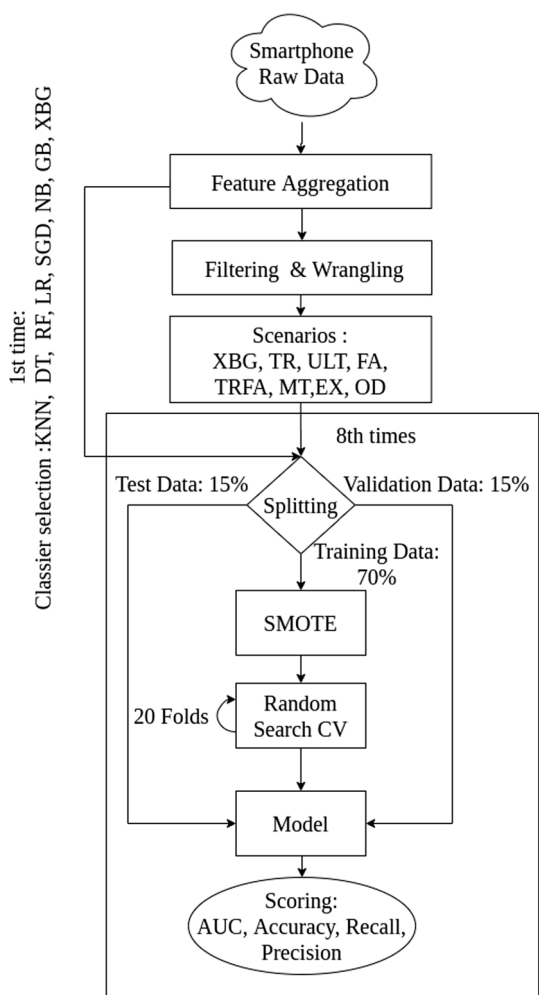 Smartphone
Raw Data
Feature Aggregation
Filtering & Wrangling
Scenarios :
XBG, TR, ULT, FA,
TRFA, MT,EX, OD
1st time:
Classier selection :KNN, DT, RF, LR, SGD, NB, GB, XBG
8th times
Test Data: 15%
Splitting
Validation Data: 15%
Training Data:
70%
SMOTE
20 Folds
Random
Search CV
Model
Scoring:
AUC, Accuracy, Recall,
Precision